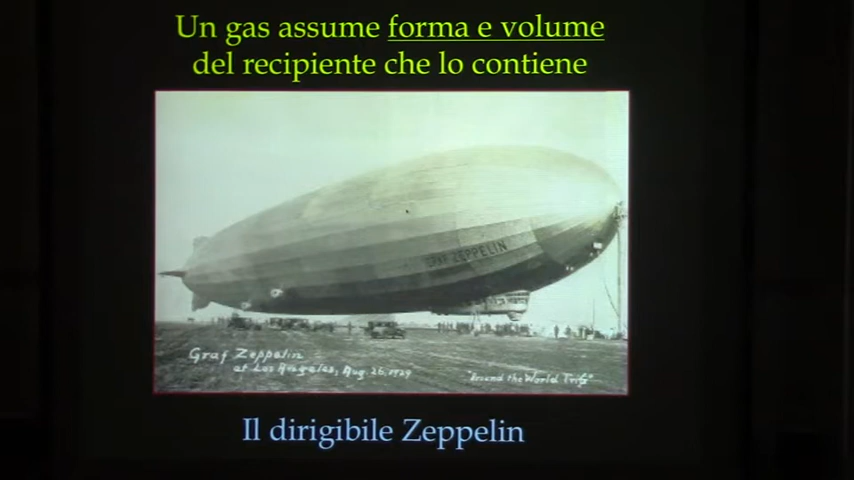 Un gas assume forma e volume
del recipiente che lo contiene
GRAF ZEPPELIN
Graf Zeppelin
at Los Angeles, Aug. 26, 1929
"Around the World Trip"
Il dirigibile Zeppelin